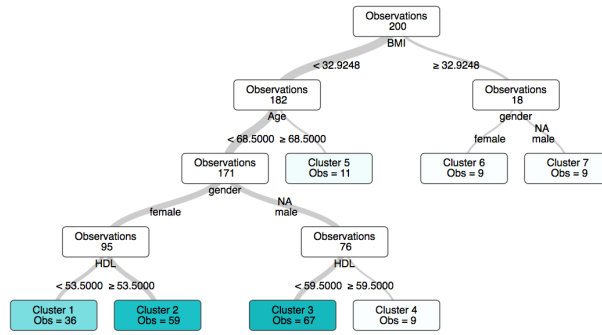 Observations
200
BMI
< 32.9248
≥ 32.9248
Observations
182
Observations
18
Age
gender
< 68.5000 ≥ 68.5000
female
NA
male
Observations
171
Cluster 5
Obs = 11
Cluster 6
Obs = 9
Cluster 7
Obs = 9
gender
female
NA
male
Observations
95
Observations
76
HDL
HDL
< 53.5000 ≥ 53.5000
< 59.5000 ≥ 59.5000
Cluster 1
Obs = 36
Cluster 2
Obs = 59
Cluster 3
Obs = 67
Cluster 4
Obs = 9